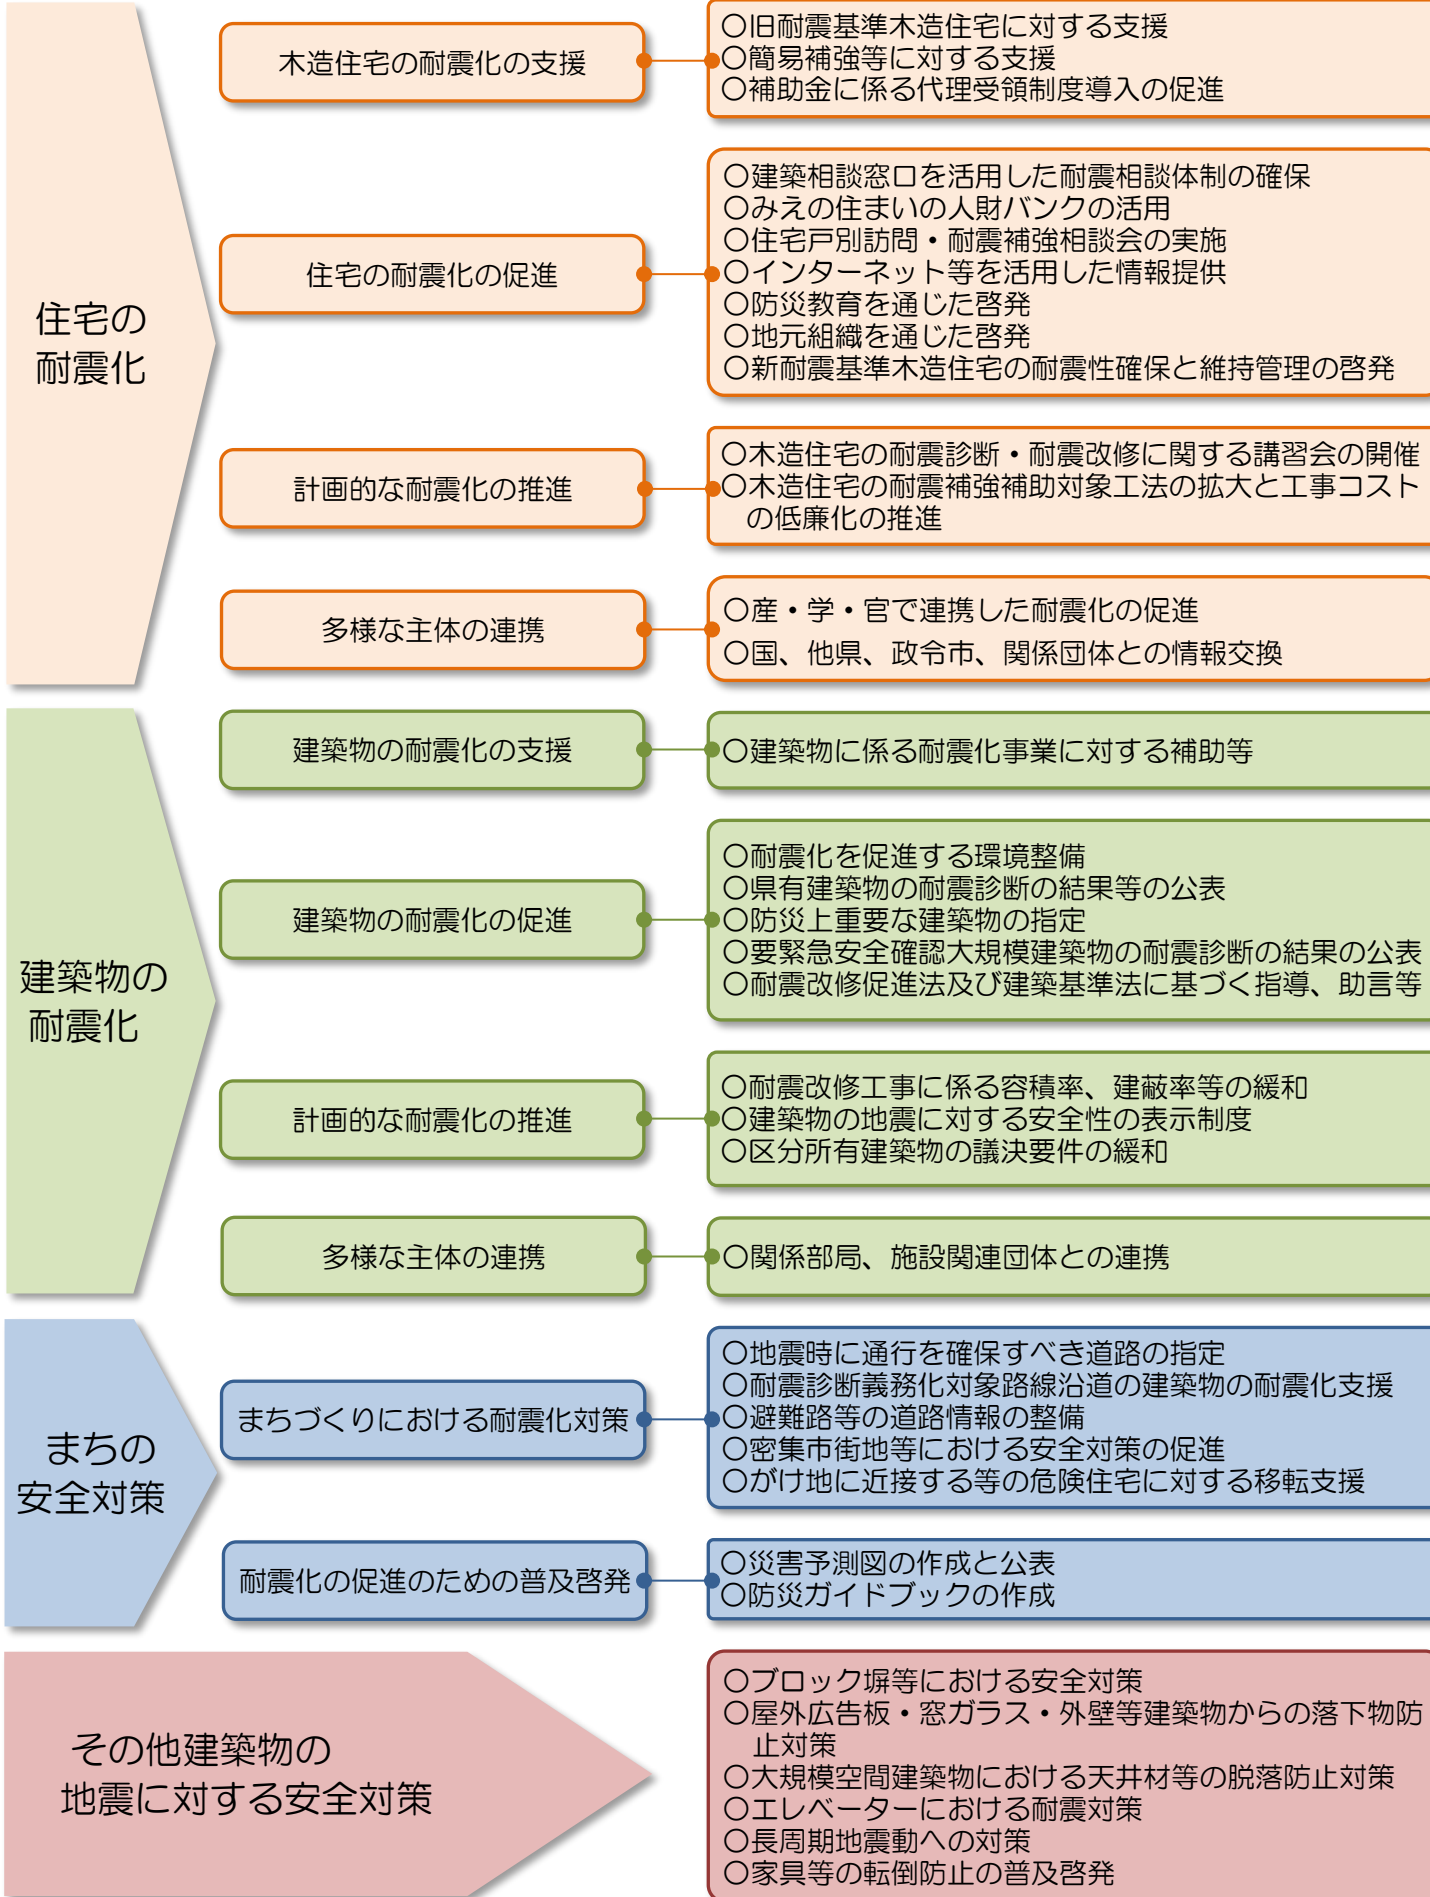 住宅の
耐震化
木造住宅の耐震化の支援
○旧耐震基準木造住宅に対する支援
○簡易補強等に対する支援
○補助金に係る代理受領制度導入の促進
住宅の耐震化の促進
○建築相談窓口を活用した耐震相談体制の確保
○みえの住まいの人財バンクの活用
○住宅戸別訪問・耐震補強相談会の実施
○インターネット等を活用した情報提供
○防災教育を通じた啓発
○地元組織を通じた啓発
○新耐震基準木造住宅の耐震性確保と維持管理の啓発
計画的な耐震化の推進
○木造住宅の耐震診断・耐震改修に関する講習会の開催
○木造住宅の耐震補強補助対象工法の拡大と工事コスト
の低廉化の推進
多様な主体の連携
○産・学・官で連携した耐震化の促進
○国、他県、政令市、関係団体との情報交換
建築物の
耐震化
建築物の耐震化の支援
○建築物に係る耐震化事業に対する補助等
建築物の耐震化の促進
○耐震化を促進する環境整備
○県有建築物の耐震診断の結果等の公表
○防災上重要な建築物の指定
○要緊急安全確認大規模建築物の耐震診断の結果の公表
○耐震改修促進法及び建築基準法に基づく指導、助言等
計画的な耐震化の推進
○耐震改修工事に係る容積率、建蔽率等の緩和
○建築物の地震に対する安全性の表示制度
○区分所有建築物の議決要件の緩和
多様な主体の連携
○関係部局、施設関連団体との連携
まちの
安全対策
まちづくりにおける耐震化対策
○地震時に通行を確保すべき道路の指定
○耐震診断義務化対象路線沿道の建築物の耐震化支援
○避難路等の道路情報の整備
○密集市街地等における安全対策の促進
○がけ地に近接する等の危険住宅に対する移転支援
耐震化の促進のための普及啓発
○災害予測図の作成と公表
○防災ガイドブックの作成
その他建築物の
地震に対する安全対策
○ブロック塀等における安全対策
○屋外広告板・窓ガラス・外壁等建築物からの落下物防
止対策
○大規模空間建築物における天井材等の脱落防止対策
○エレベーターにおける耐震対策
○長周期地震動への対策
○家具等の転倒防止の普及啓発